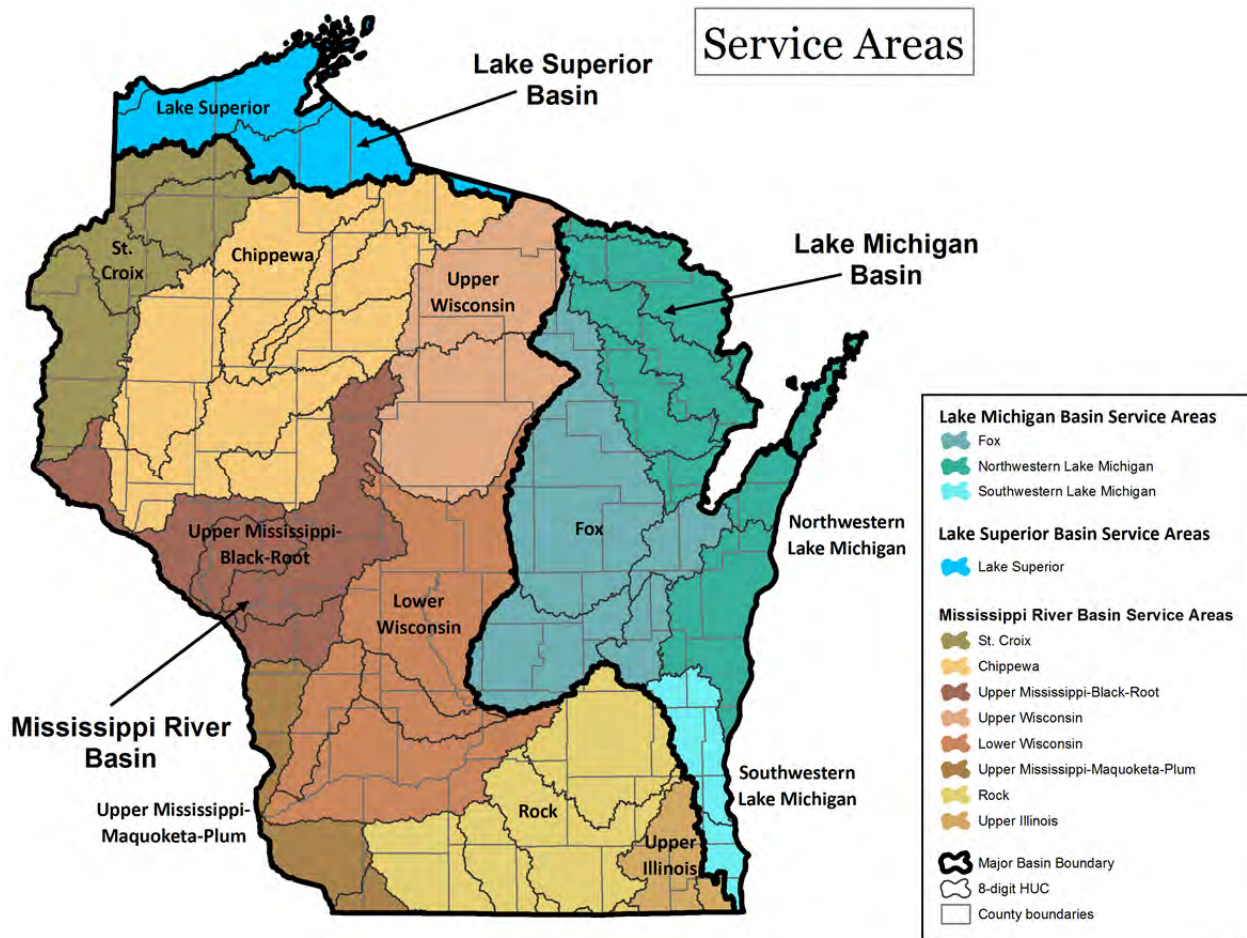 Service Areas
Lake Superior
Basin
Lake Superior
St.
Croix
Chippewa
Upper
Wisconsin
Lake Michigan
Basin
Upper Mississippi-
Black-Root
Fox
Northwestern
Lake Michigan
Lower
Wisconsin
Mississippi River
Basin
Upper Mississippi-
Maquoketa-Plum
Rock
Southwestern
Lake Michigan
Upper
Illinois
Lake Michigan Basin Service Areas
Fox
Northwestern Lake Michigan
Southwestern Lake Michigan
Lake Superior Basin Service Areas
Lake Superior
Mississippi River Basin Service Areas
St. Croix
Chippewa
Upper Mississippi-Black-Root
Upper Wisconsin
Lower Wisconsin
Upper Mississippi-Maquoketa-Plum
Rock
Upper Illinois
Major Basin Boundary
8-digit HUC
County boundaries